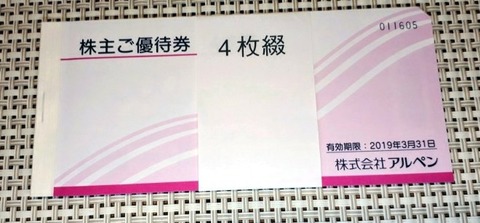 株主ご優待券
4枚綴
011605
有効期限：2019年3月31日
株式会社アルペン